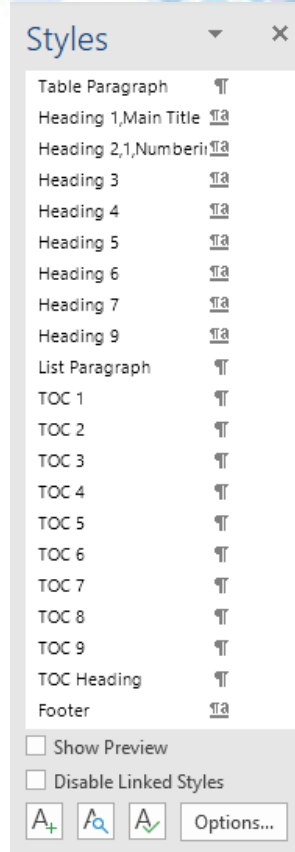 Styles
Table Paragraph ¶
Heading 1,Main Title ¶a
Heading 2,1,Numberi ¶a
Heading 3 ¶a
Heading 4 ¶a
Heading 5 ¶a
Heading 6 ¶a
Heading 7 ¶a
Heading 9 ¶a
List Paragraph ¶
TOC 1 ¶
TOC 2 ¶
TOC 3 ¶
TOC 4 ¶
TOC 5 ¶
TOC 6 ¶
TOC 7 ¶
TOC 8 ¶
TOC 9 ¶
TOC Heading ¶
Footer ¶a
Show Preview
Disable Linked Styles
Options...